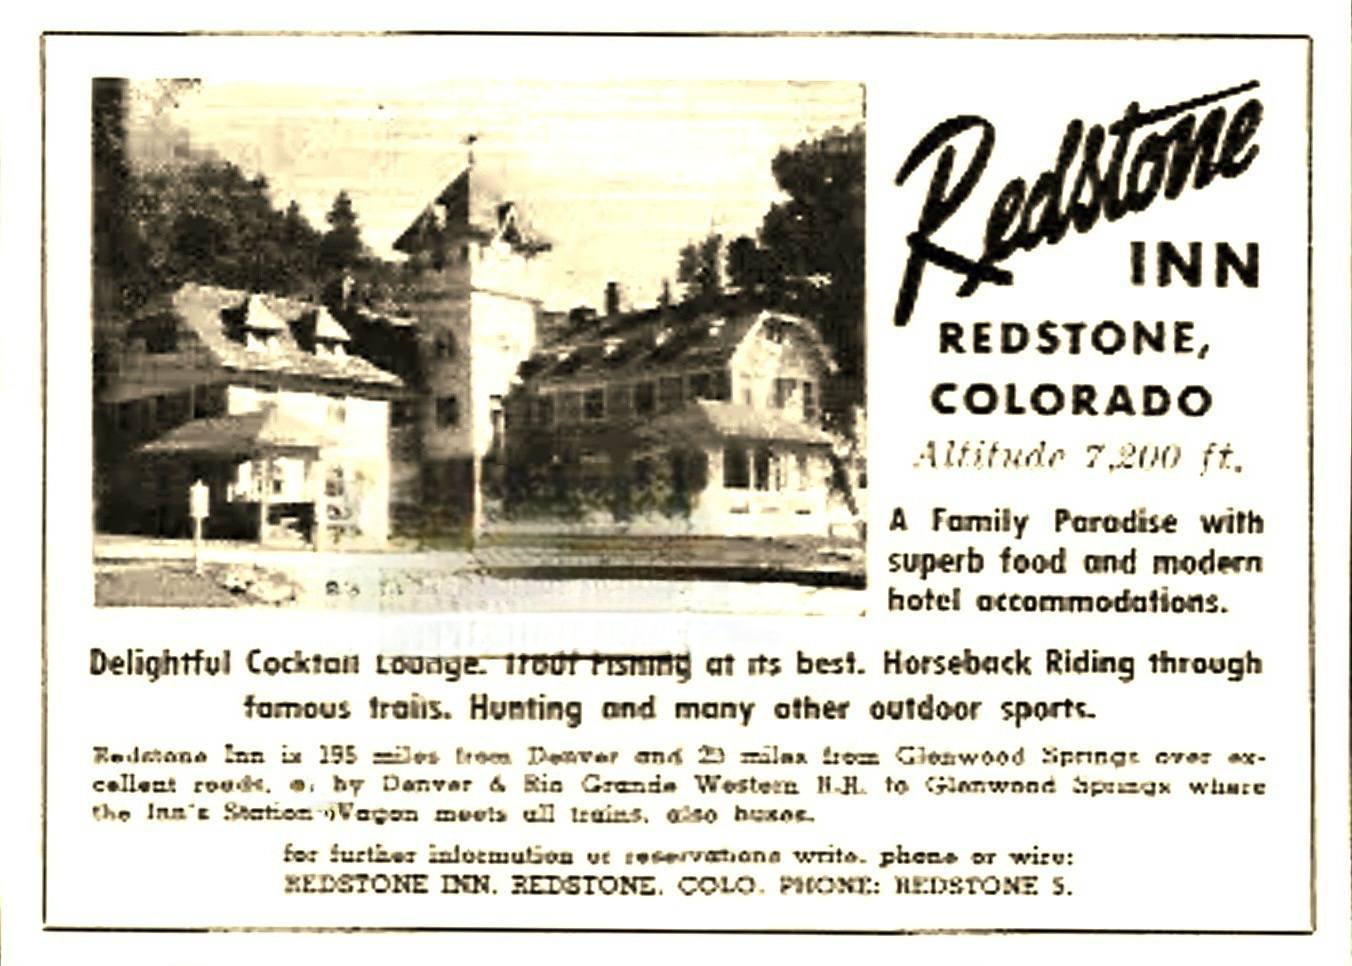 Redstone
INN
REDSTONE,
COLORADO
Altitude 7,200 ft.
A Family Paradise with
superb food and modern
hotel accommodations.
Delightful Cocktail Lounge. Trout Fishing at its best. Horseback Riding through
famous trails. Hunting and many other outdoor sports.
Redstone Inn is 195 miles from Denver and 29 miles from Glenwood Springs over ex-
cellent roads, or by Denver & Rio Grande Western R.R. to Glenwood Springs where
the Inn's Station Wagon meets all trains, also buses.
for further information or reservations write, phone or wire:
REDSTONE INN, REDSTONE, COLO. PHONE: REDSTONE 5.